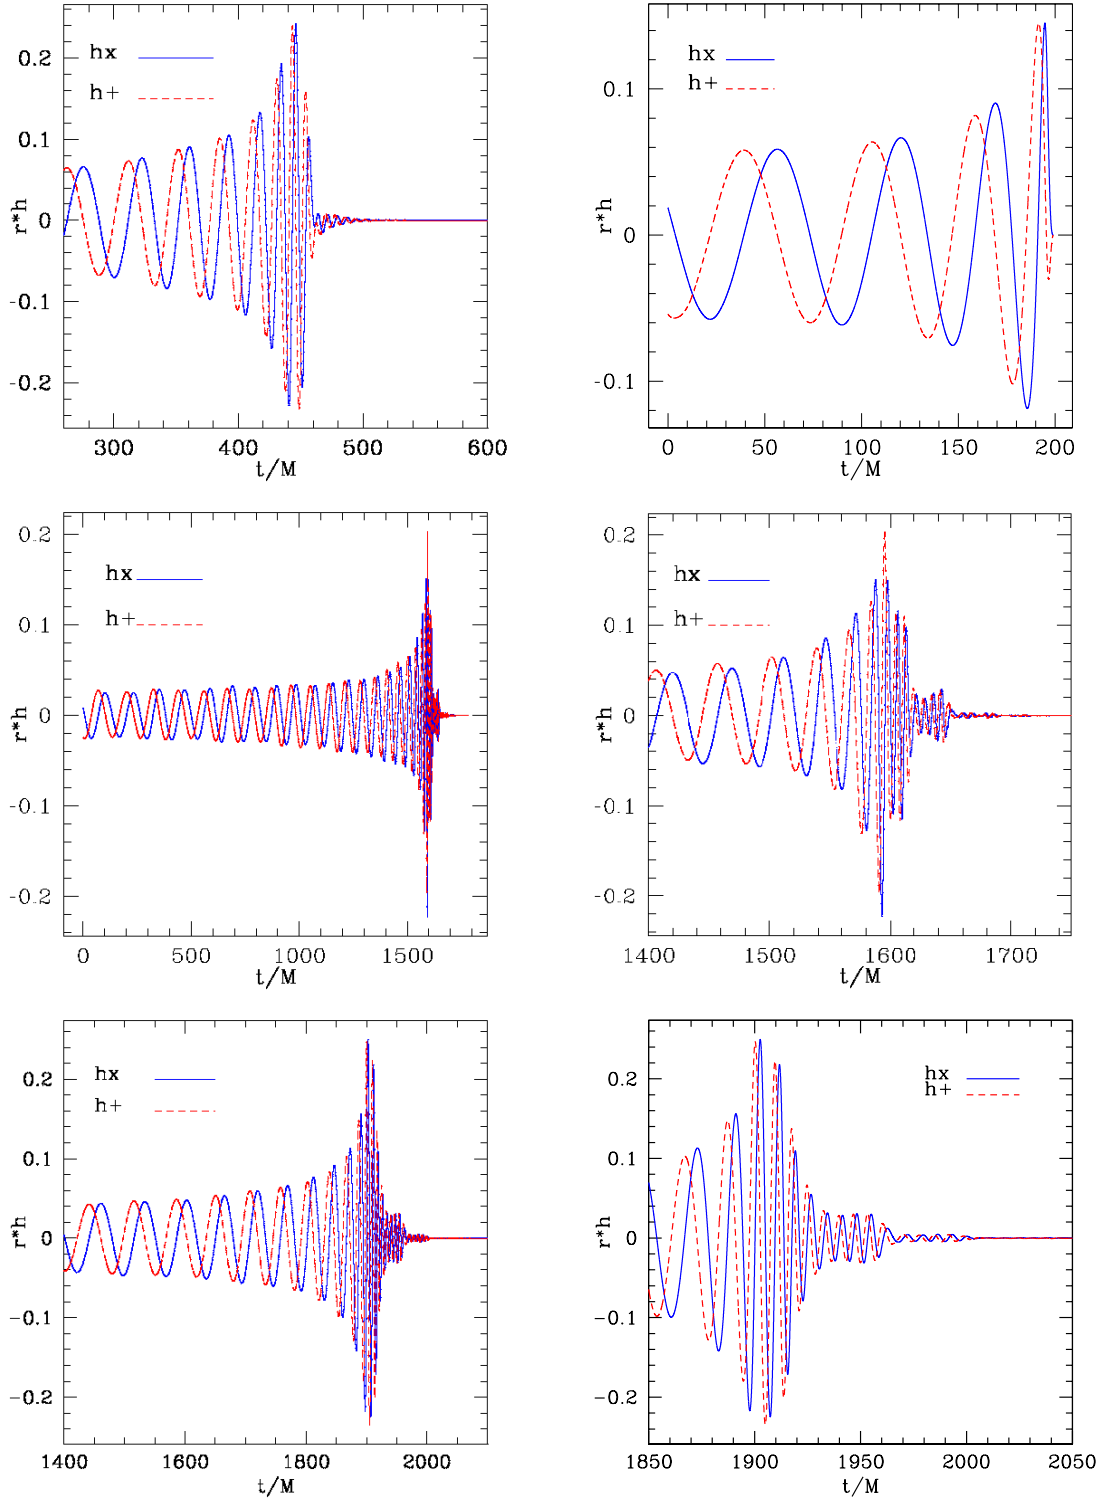 0.2
hx
h+
0.1
r*h
0
-0.1
-0.2
300 400 500 600
t/M
hx
h+
0.1
r*h
0
-0.1
0 50 100 150 200
t/M
0.2
hx
h+
0.1
r*h
0
-0.1
-0.2
0 500 1000 1500
t/M
0.2
hx
h+
0.1
r*h
0
-0.1
-0.2
1400 1500 1600 1700
t/M
0.2
hx
h+
0.1
r*h
0
-0.1
-0.2
1400 1600 1800 2000
t/M
0.2
hx
h+
0.1
r*h
0
-0.1
-0.2
1850 1900 1950 2000 2050
t/M